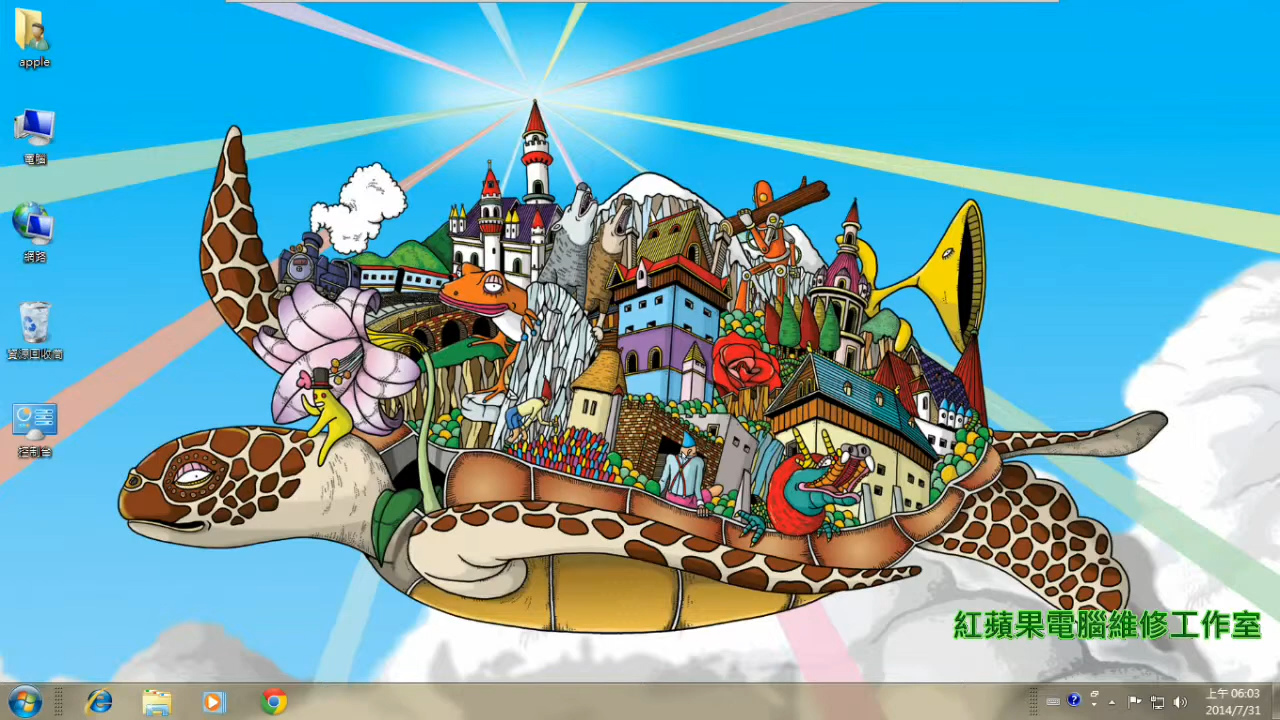 apple
電腦
網路
資源回收筒
控制台
紅蘋果電腦維修工作室
上午 06:03
2014/7/31